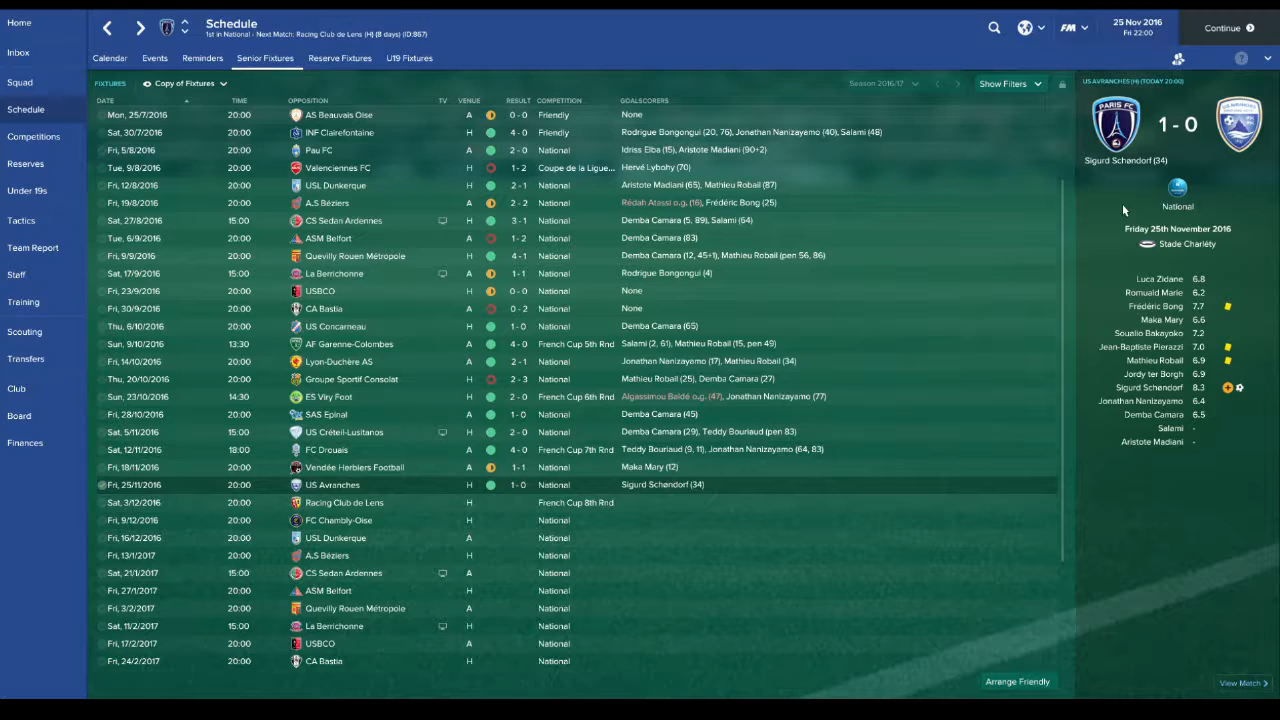 Home
Inbox
Squad
Schedule
Competitions
Reserves
Under 19s
Tactics
Team Report
Staff
Training
Scouting
Transfers
Club
Board
Finances
Schedule
1st in National - Next Match: Racing Club de Lens (H) (8 days) (ID:867)
FM
25 Nov 2016
Fri 22:00
Continue
Calendar Events Reminders Senior Fixtures Reserve Fixtures U19 Fixtures
FIXTURES Copy of Fixtures Season 2016/17 Show Filters
DATE TIME OPPOSITION TV VENUE RESULT COMPETITION GOALSCORERS
Mon, 25/7/2016 20:00 AS Beauvais Oise A 0 - 0 Friendly None
Sat, 30/7/2016 20:00 INF Clairefontaine H 4 - 0 Friendly Rodrigue Bongongui (20, 76), Jonathan Nanizayamo (40), Salami (48)
Fri, 5/8/2016 20:00 Pau FC A 2 - 0 National Idriss Elba (15), Aristote Madiani (90+2)
Tue, 9/8/2016 20:00 Valenciennes FC H 1 - 2 Coupe de la Ligue... Hervé Lybohy (70)
Fri, 12/8/2016 20:00 USL Dunkerque H 2 - 1 National Aristote Madiani (65), Mathieu Robail (87)
Fri, 19/8/2016 20:00 A.S Béziers A 2 - 2 National Rédah Atassi o.g. (16), Frédéric Bong (25)
Sat, 27/8/2016 15:00 CS Sedan Ardennes H 3 - 1 National Demba Camara (5, 89), Salami (64)
Tue, 6/9/2016 20:00 ASM Belfort A 1 - 2 National Demba Camara (83)
Fri, 9/9/2016 20:00 Quevilly Rouen Métropole H 4 - 1 National Demba Camara (12, 45+1), Mathieu Robail (pen 56, 86)
Sat, 17/9/2016 15:00 La Berrichonne A 1 - 1 National Rodrigue Bongongui (4)
Fri, 23/9/2016 20:00 USBCO H 0 - 0 National None
Fri, 30/9/2016 20:00 CA Bastia A 0 - 2 National None
Thu, 6/10/2016 20:00 US Concarneau H 1 - 0 National Demba Camara (65)
Sun, 9/10/2016 13:30 AF Garenne-Colombes A 4 - 0 French Cup 5th Rnd Salami (2, 61), Mathieu Robail (15, pen 49)
Fri, 14/10/2016 20:00 Lyon-Duchère AS A 2 - 1 National Jonathan Nanizayamo (17), Mathieu Robail (34)
Thu, 20/10/2016 20:00 Groupe Sportif Consolat H 2 - 3 National Mathieu Robail (25), Demba Camara (27)
Sun, 23/10/2016 14:30 ES Viry Foot H 2 - 0 French Cup 6th Rnd Algassimou Baldé o.g. (47), Jonathan Nanizayamo (77)
Fri, 28/10/2016 20:00 SAS Epinal A 1 - 0 National Demba Camara (45)
Sat, 5/11/2016 15:00 US Créteil-Lusitanos H 2 - 0 National Demba Camara (29), Teddy Bouriaud (pen 83)
Sat, 12/11/2016 18:00 FC Drouais A 4 - 0 French Cup 7th Rnd Teddy Bouriaud (9, 11), Jonathan Nanizayamo (64, 83)
Fri, 18/11/2016 20:00 Vendée Herbiers Football A 1 - 1 National Maka Mary (12)
Fri, 25/11/2016 20:00 US Avranches H 1 - 0 National Sigurd Schøndorf (34)
Sat, 3/12/2016 20:00 Racing Club de Lens H French Cup 8th Rnd
Fri, 9/12/2016 20:00 FC Chambly-Oise H National
Fri, 16/12/2016 20:00 USL Dunkerque A National
Fri, 13/1/2017 20:00 A.S Béziers H National
Sat, 21/1/2017 15:00 CS Sedan Ardennes A National
Fri, 27/1/2017 20:00 ASM Belfort H National
Fri, 3/2/2017 20:00 Quevilly Rouen Métropole A National
Sat, 11/2/2017 15:00 La Berrichonne H National
Fri, 17/2/2017 20:00 USBCO A National
Fri, 24/2/2017 20:00 CA Bastia H National
Arrange Friendly
US AVRANCHES (H) (TODAY 20:00)
PARIS FC
1 - 0
Sigurd Schøndorf (34)
National
Friday 25th November 2016
Stade Charléty
Luca Zidane 6.8
Romuald Marie 6.2
Frédéric Bong 7.7
Maka Mary 6.6
Soualio Bakayoko 7.2
Jean-Baptiste Pierazzi 7.0
Mathieu Robail 6.9
Jordy ter Borgh 6.9
Sigurd Schøndorf 8.3
Jonathan Nanizayamo 6.4
Demba Camara 6.5
Salami -
Aristote Madiani -
View Match